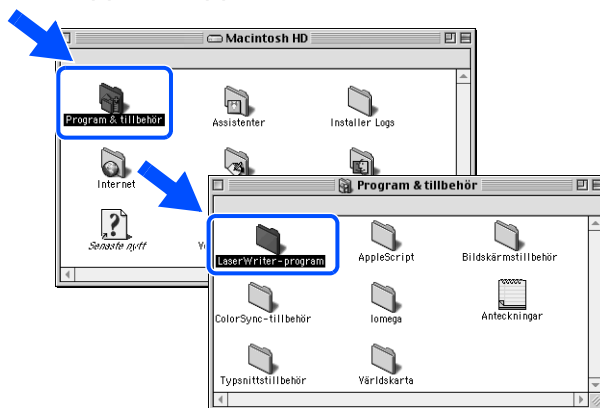 Macintosh HD
Program & tillbehör
Assistenter
Installer Logs
Internet
Senaste nytt
Program & tillbehör
LaserWriter-program
AppleScript
Bildskärmstillbehör
ColorSync-tillbehör
Iomega
Anteckningar
Typsnittstillbehör
Världskarta